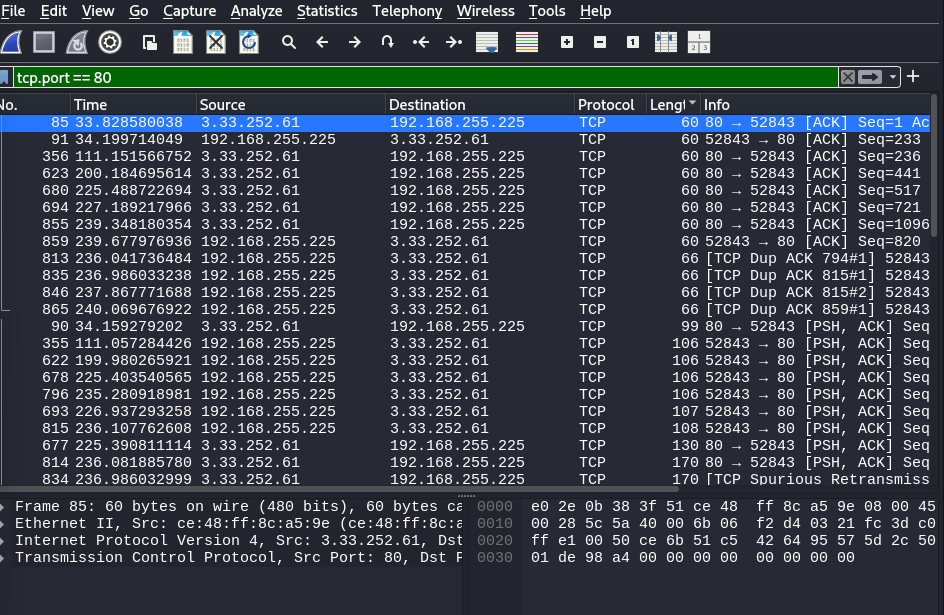 File Edit View Go Capture Analyze Statistics Telephony Wireless Tools Help
tcp.port == 80
No. Time Source Destination Protocol Lengt Info
85 33.828580038 3.33.252.61 192.168.255.225 TCP 60 80 → 52843 [ACK] Seq=1 Ac
91 34.199714049 192.168.255.225 3.33.252.61 TCP 60 52843 → 80 [ACK] Seq=233
356 111.151566752 3.33.252.61 192.168.255.225 TCP 60 80 → 52843 [ACK] Seq=236
623 200.184695614 3.33.252.61 192.168.255.225 TCP 60 80 → 52843 [ACK] Seq=441
680 225.488722694 3.33.252.61 192.168.255.225 TCP 60 80 → 52843 [ACK] Seq=517
694 227.189217966 3.33.252.61 192.168.255.225 TCP 60 80 → 52843 [ACK] Seq=721
855 239.348180354 3.33.252.61 192.168.255.225 TCP 60 80 → 52843 [ACK] Seq=1096
859 239.677976936 192.168.255.225 3.33.252.61 TCP 60 52843 → 80 [ACK] Seq=820
813 236.041736484 192.168.255.225 3.33.252.61 TCP 66 [TCP Dup ACK 794#1] 52843
835 236.986033238 192.168.255.225 3.33.252.61 TCP 66 [TCP Dup ACK 815#1] 52843
846 237.867771688 192.168.255.225 3.33.252.61 TCP 66 [TCP Dup ACK 815#2] 52843
865 240.069676922 192.168.255.225 3.33.252.61 TCP 66 [TCP Dup ACK 859#1] 52843
90 34.159279202 3.33.252.61 192.168.255.225 TCP 99 80 → 52843 [PSH, ACK] Seq
355 111.057284426 192.168.255.225 3.33.252.61 TCP 106 52843 → 80 [PSH, ACK] Seq
622 199.980265921 192.168.255.225 3.33.252.61 TCP 106 52843 → 80 [PSH, ACK] Seq
678 225.403540565 192.168.255.225 3.33.252.61 TCP 106 52843 → 80 [PSH, ACK] Seq
796 235.280918981 192.168.255.225 3.33.252.61 TCP 106 52843 → 80 [PSH, ACK] Seq
693 226.937293258 192.168.255.225 3.33.252.61 TCP 107 52843 → 80 [PSH, ACK] Seq
815 236.107762608 192.168.255.225 3.33.252.61 TCP 108 52843 → 80 [PSH, ACK] Seq
677 225.390811114 3.33.252.61 192.168.255.225 TCP 130 80 → 52843 [PSH, ACK] Seq
814 236.081885780 3.33.252.61 192.168.255.225 TCP 170 80 → 52843 [PSH, ACK] Seq
834 236.986032999 3.33.252.61 192.168.255.225 TCP 170 [TCP Spurious Retransmiss
Frame 85: 60 bytes on wire (480 bits), 60 bytes ca
Ethernet II, Src: ce:48:ff:8c:a5:9e (ce:48:ff:8c:a
Internet Protocol Version 4, Src: 3.33.252.61, Dst
Transmission Control Protocol, Src Port: 80, Dst P
0000 e0 2e 0b 38 3f 51 ce 48 ff 8c a5 9e 08 00 45
0010 00 28 5c 5a 40 00 6b 06 f2 d4 03 21 fc 3d c0
0020 ff e1 00 50 ce 6b 51 c5 42 64 95 57 5d 2c 50
0030 01 de 98 a4 00 00 00 00 00 00 00 00